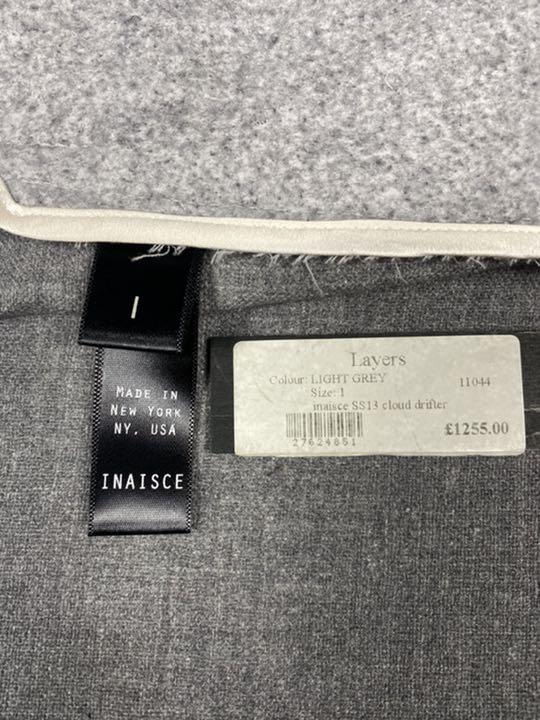 I
MADE IN
NEW YORK
NY, USA
INAISCE
Layers
Colour: LIGHT GREY 11044
Size: 1
inaisce SS13 cloud drifter
£1255.00
27624851